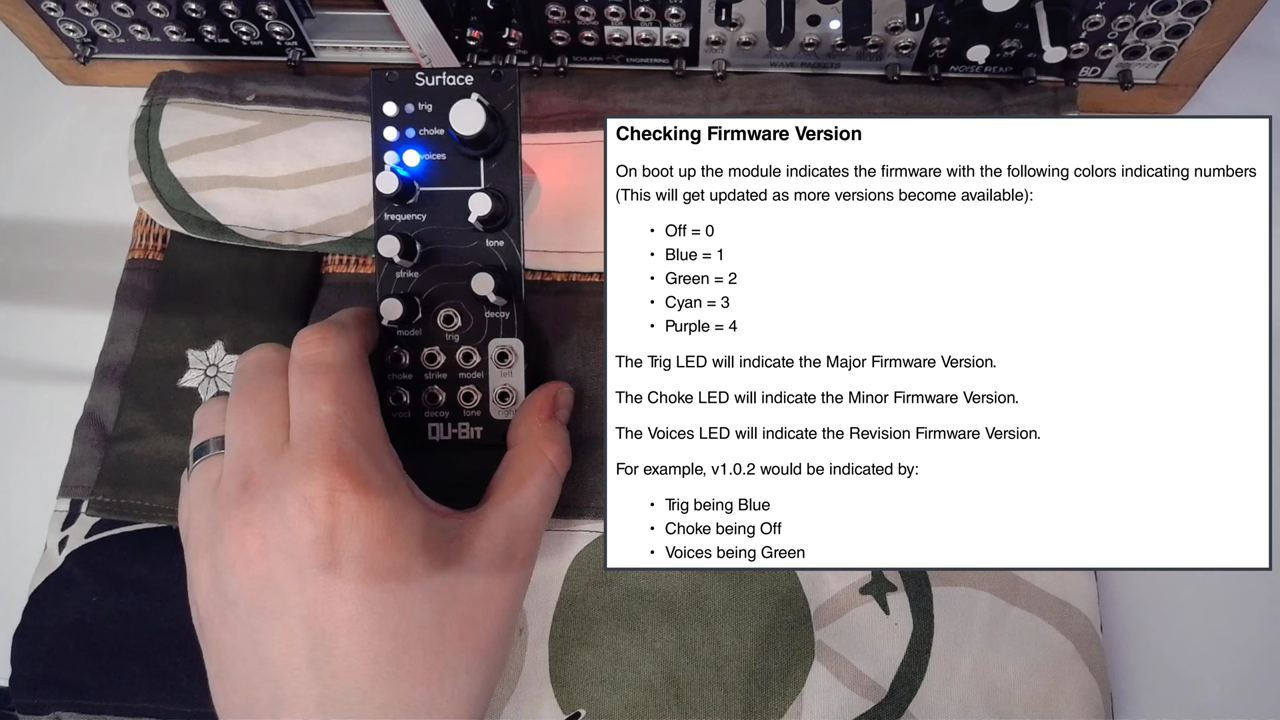 Surface
trig
choke
voices
frequency
tone
strike
decay
model
trig
choke strike model left
voct decay tone right
QU-BIT
SCHLAPPI ENGINEERING
WAVE PACKETS
NOISE REAP
X Y
BD
Checking Firmware Version
On boot up the module indicates the firmware with the following colors indicating numbers
(This will get updated as more versions become available):
• Off = 0
• Blue = 1
• Green = 2
• Cyan = 3
• Purple = 4
The Trig LED will indicate the Major Firmware Version.
The Choke LED will indicate the Minor Firmware Version.
The Voices LED will indicate the Revision Firmware Version.
For example, v1.0.2 would be indicated by:
• Trig being Blue
• Choke being Off
• Voices being Green